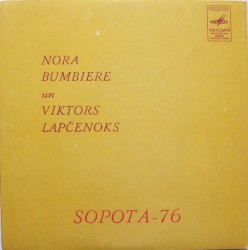 NORA
BUMBIERE
un
VIKTORS
LAPČENOKS
SOPOTA-76